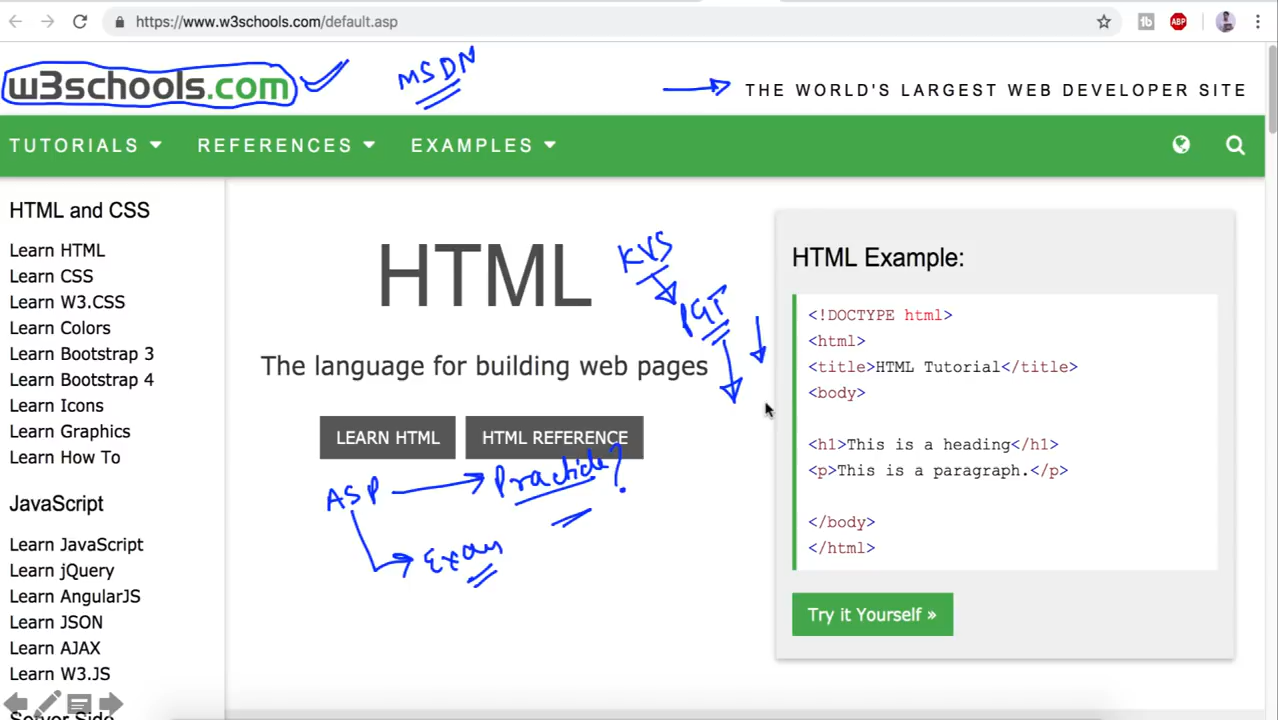 https://www.w3schools.com/default.asp
w3schools.com
MSDN
THE WORLD'S LARGEST WEB DEVELOPER SITE
TUTORIALS REFERENCES EXAMPLES
HTML and CSS
Learn HTML
Learn CSS
Learn W3.CSS
Learn Colors
Learn Bootstrap 3
Learn Bootstrap 4
Learn Icons
Learn Graphics
Learn How To
JavaScript
Learn JavaScript
Learn jQuery
Learn AngularJS
Learn JSON
Learn AJAX
Learn W3.JS
Server Side
HTML
KVS
PGT
The language for building web pages
LEARN HTML HTML REFERENCE
ASP
Practice?
Exam
HTML Example:
<!DOCTYPE html>
<html>
<title>HTML Tutorial</title>
<body>
<h1>This is a heading</h1>
<p>This is a paragraph.</p>
</body>
</html>
Try it Yourself »
ABP